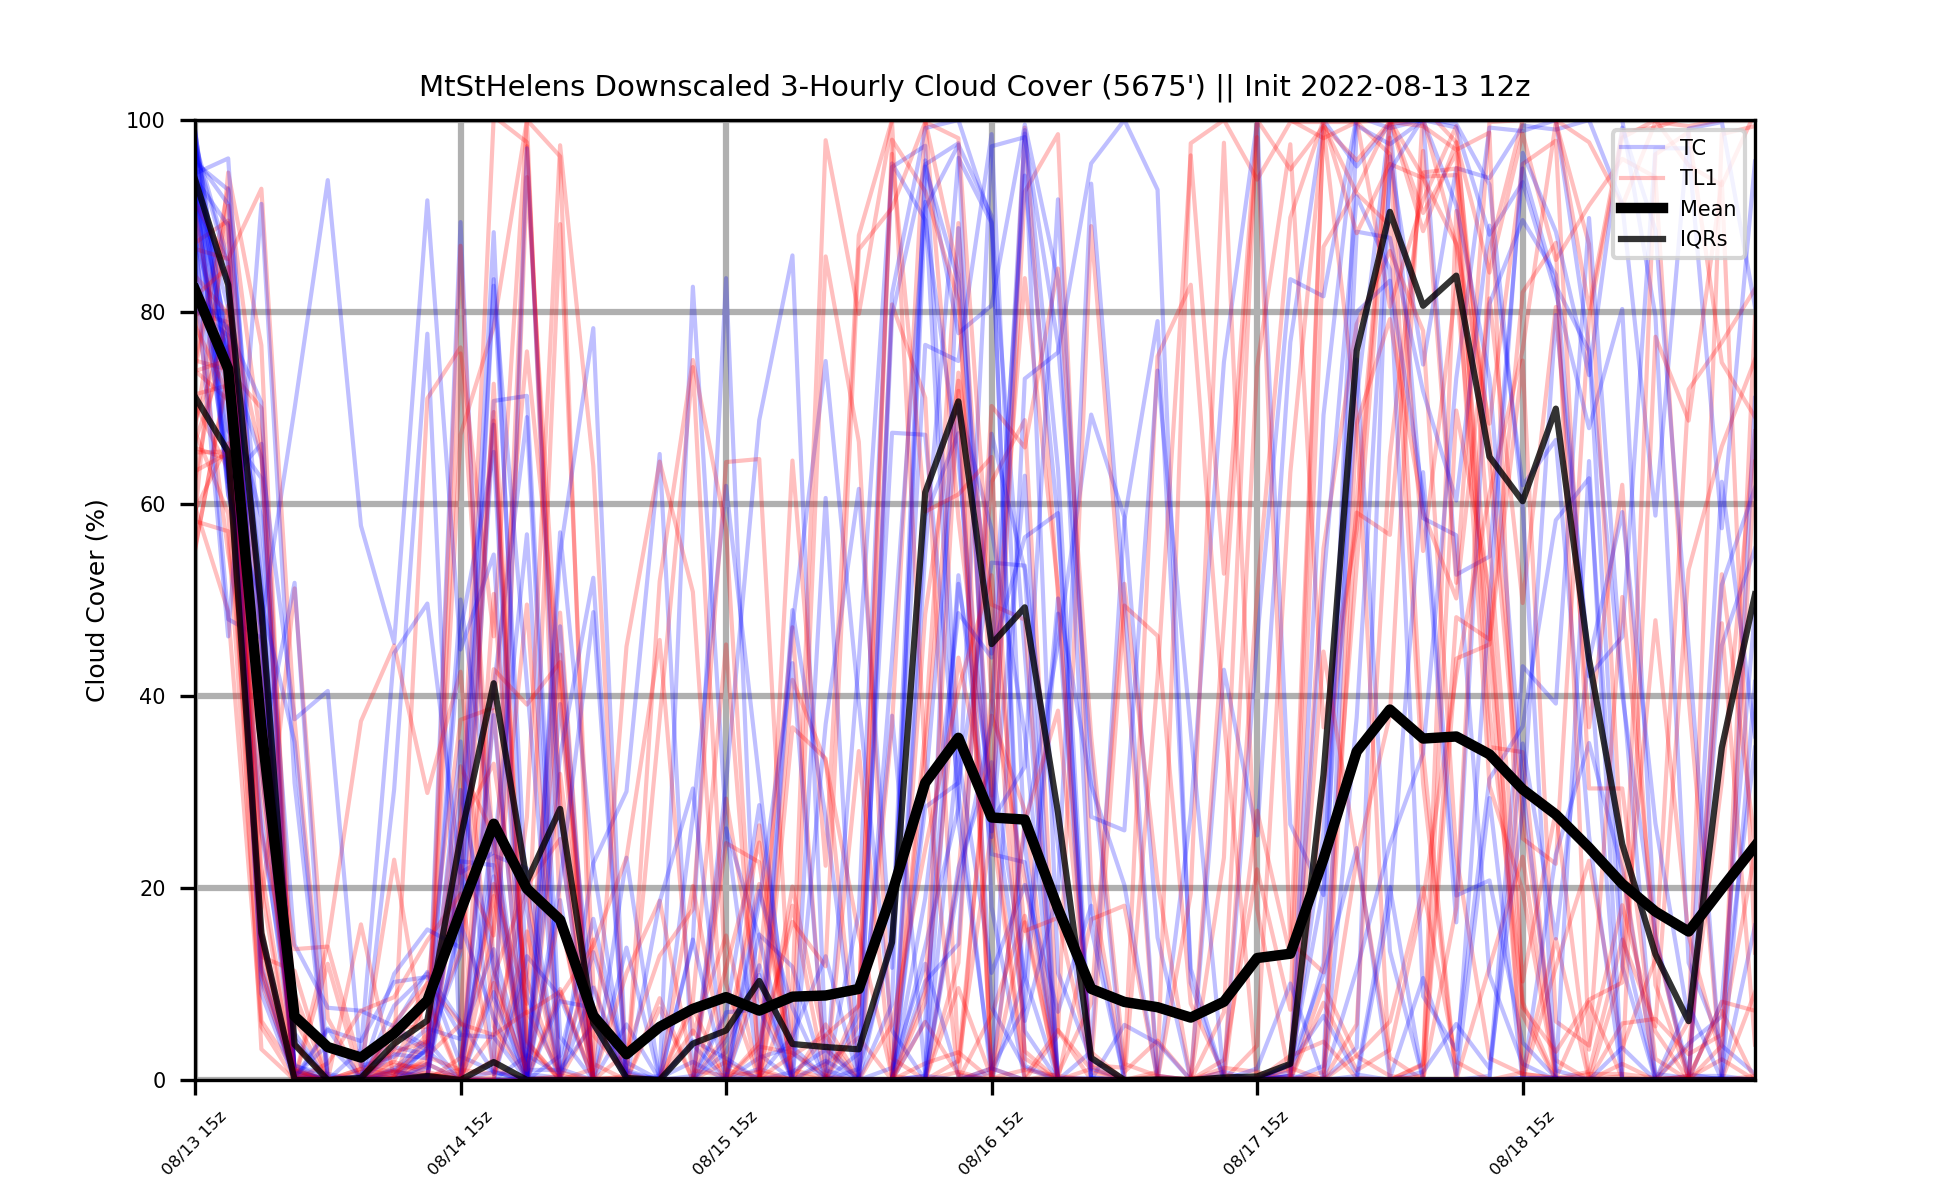 MtStHelens Downscaled 3-Hourly Cloud Cover (5675') || Init 2022-08-13 12z
TC
TL1
Mean
IQRs
Cloud Cover (%)
100
80
60
40
20
0
08/13 15z
08/14 15z
08/15 15z
08/16 15z
08/17 15z
08/18 15z